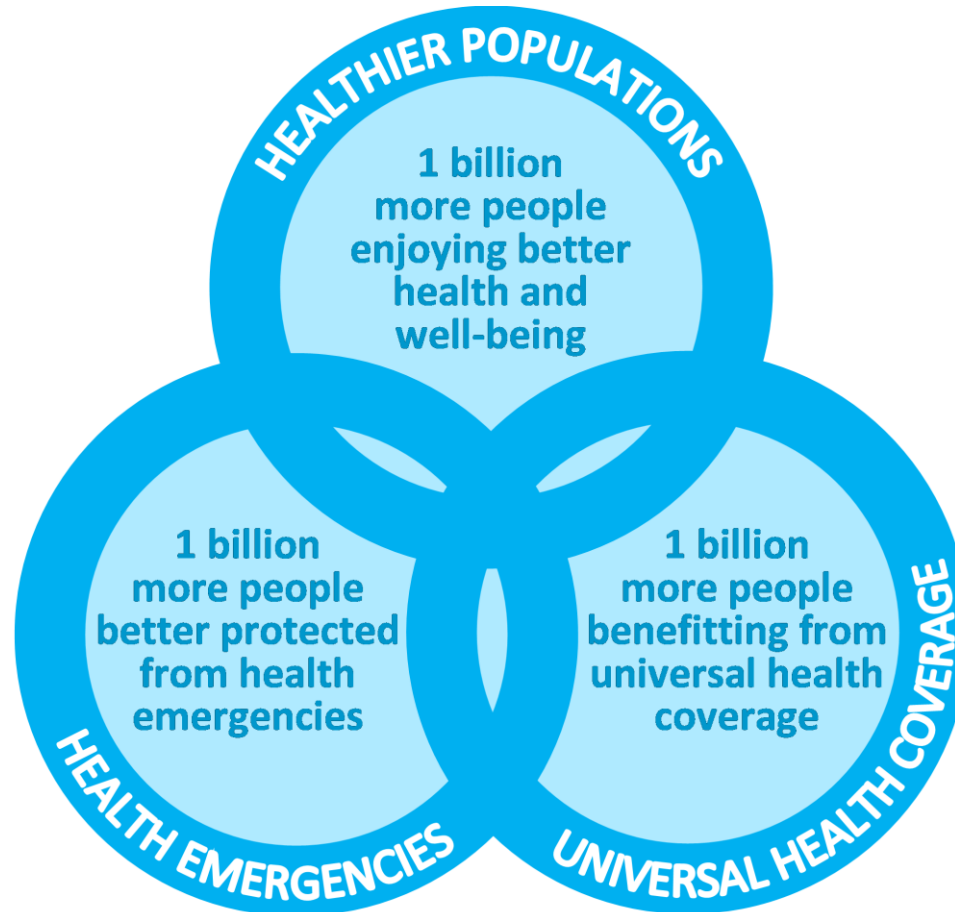 HEALTHIER POPULATIONS
1 billion
more people
enjoying better
health and
well-being
1 billion
more people
better protected
from health
emergencies
HEALTH EMERGENCIES
1 billion
more people
benefitting from
universal health
coverage
UNIVERSAL HEALTH COVERAGE